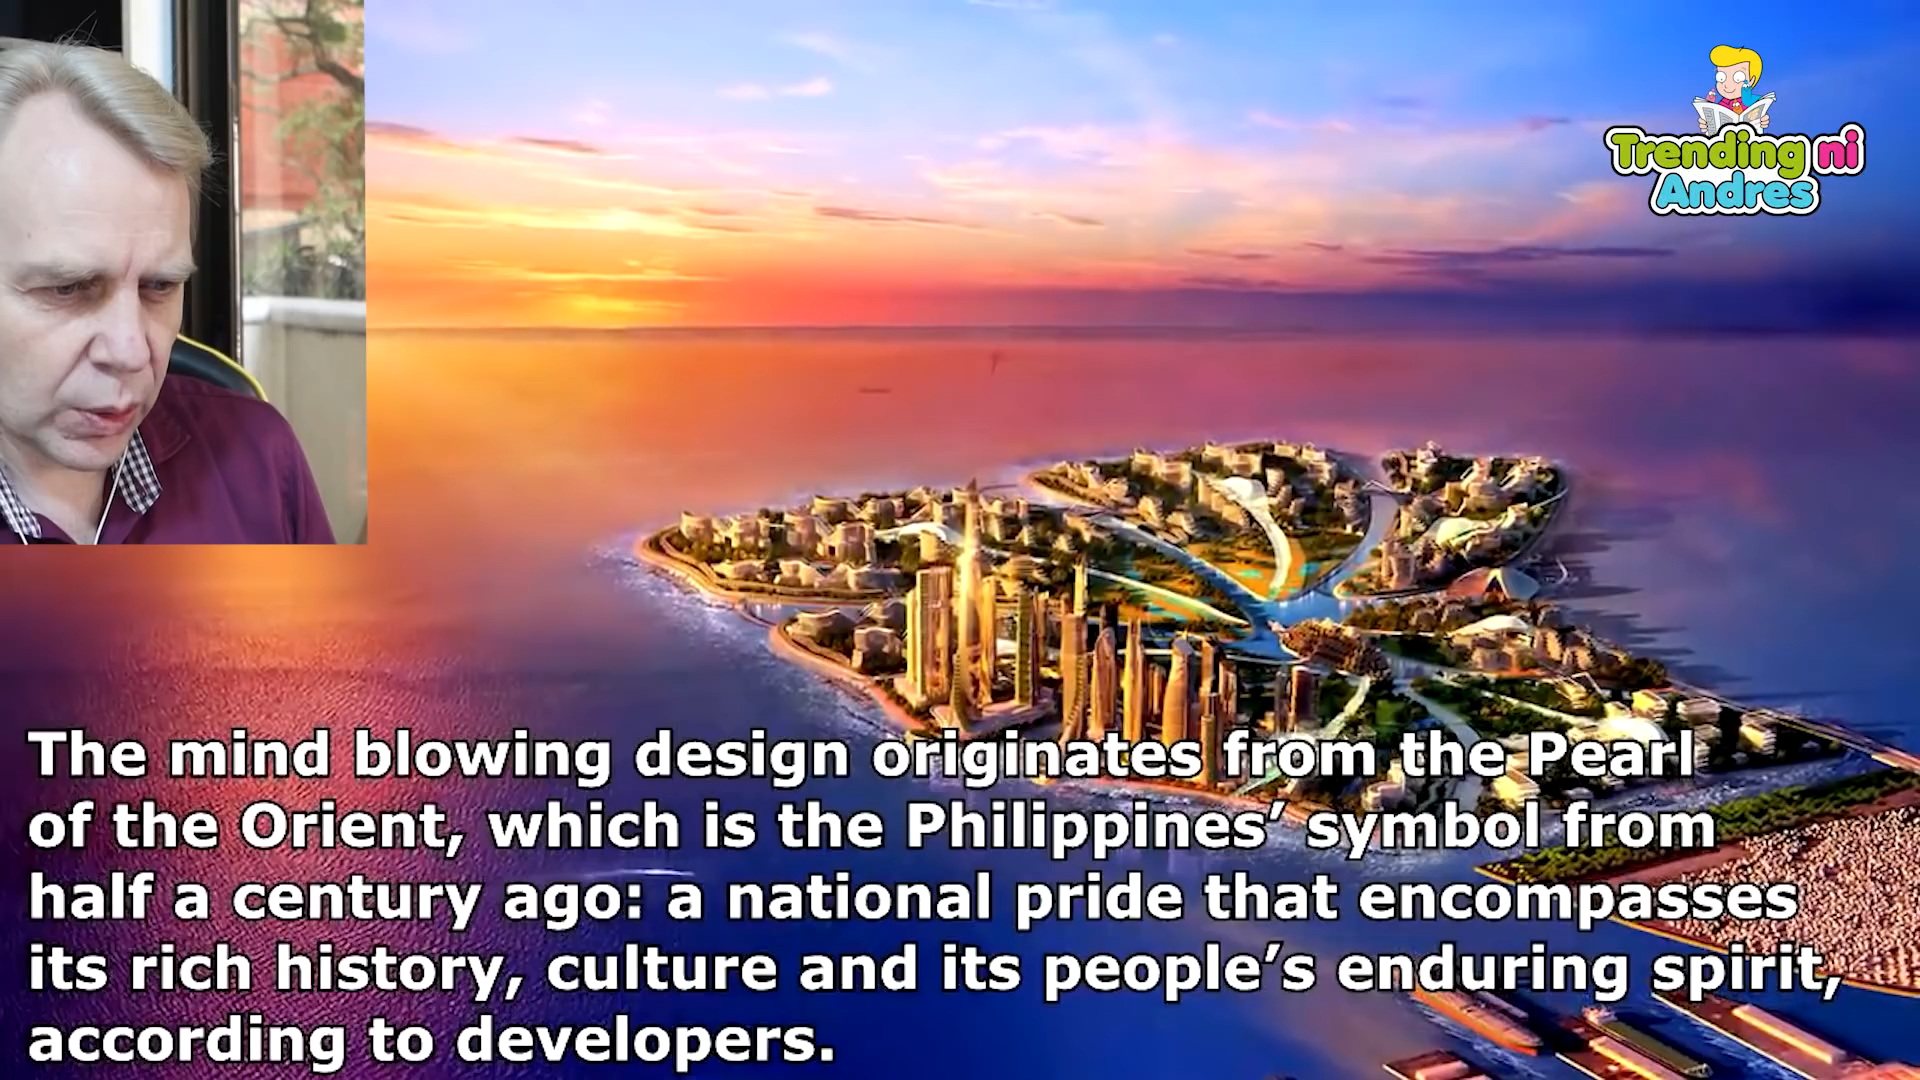 Trending ni
Andres
The mind blowing design originates from the Pearl
of the Orient, which is the Philippines’ symbol from
half a century ago: a national pride that encompasses
its rich history, culture and its people’s enduring spirit,
according to developers.